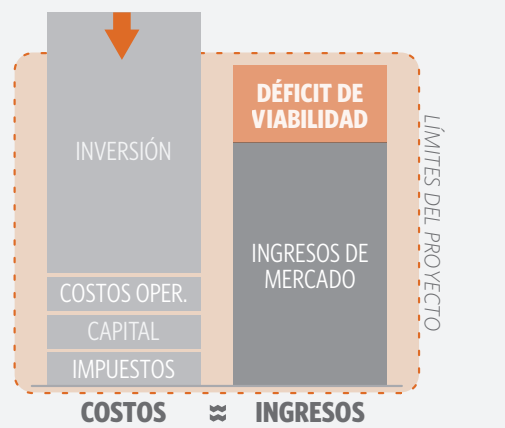 DÉFICIT DE
VIABILIDAD
INVERSIÓN
LÍMITES DEL PROYECTO
INGRESOS DE
MERCADO
COSTOS OPER.
CAPITAL
IMPUESTOS
COSTOS ≈ INGRESOS